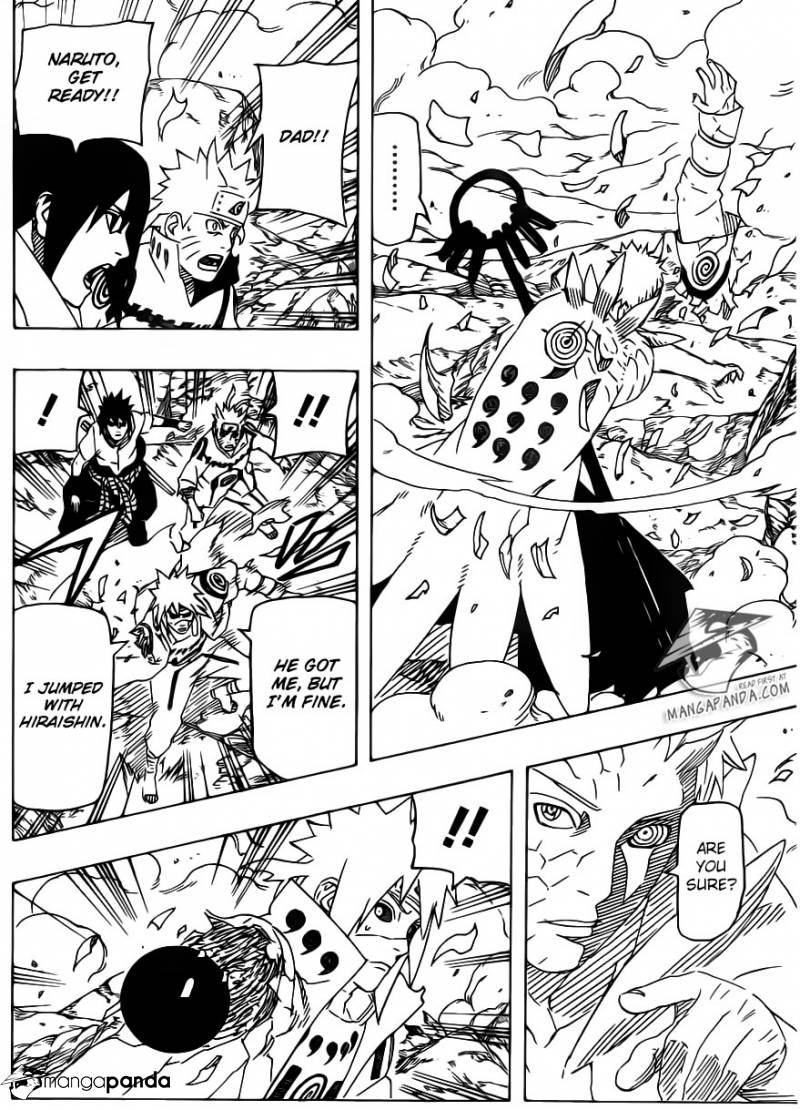 .......
DAD!!
NARUTO,
GET
READY!!
!!
!
HE GOT
ME, BUT
I'M FINE.
I JUMPED
WITH
HIRAISHIN.
READ FIRST AT
MANGAPANDA.COM
ARE
YOU
SURE?
!!
mangapanda